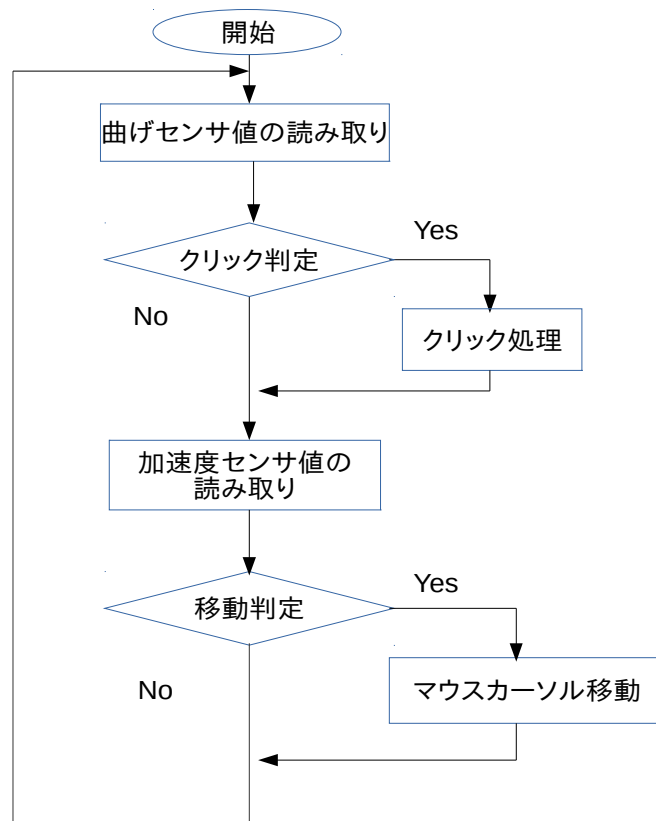 開始
曲げセンサ値の読み取り
クリック判定
Yes
No
クリック処理
加速度センサ値の
読み取り
移動判定
Yes
No
マウスカーソル移動